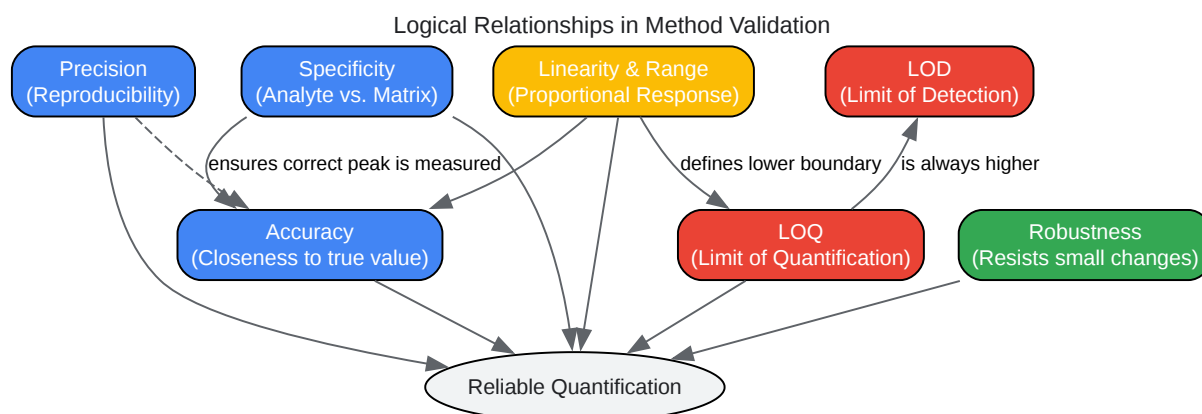 Logical Relationships in Method Validation
Precision
(Reproducibility)
Specificity
(Analyte vs. Matrix)
Linearity & Range
(Proportional Response)
LOD
(Limit of Detection)
ensures correct peak is measured
defines lower boundary
is always higher
Accuracy
(Closeness to true value)
LOQ
(Limit of Quantification)
Robustness
(Resists small changes)
Reliable Quantification